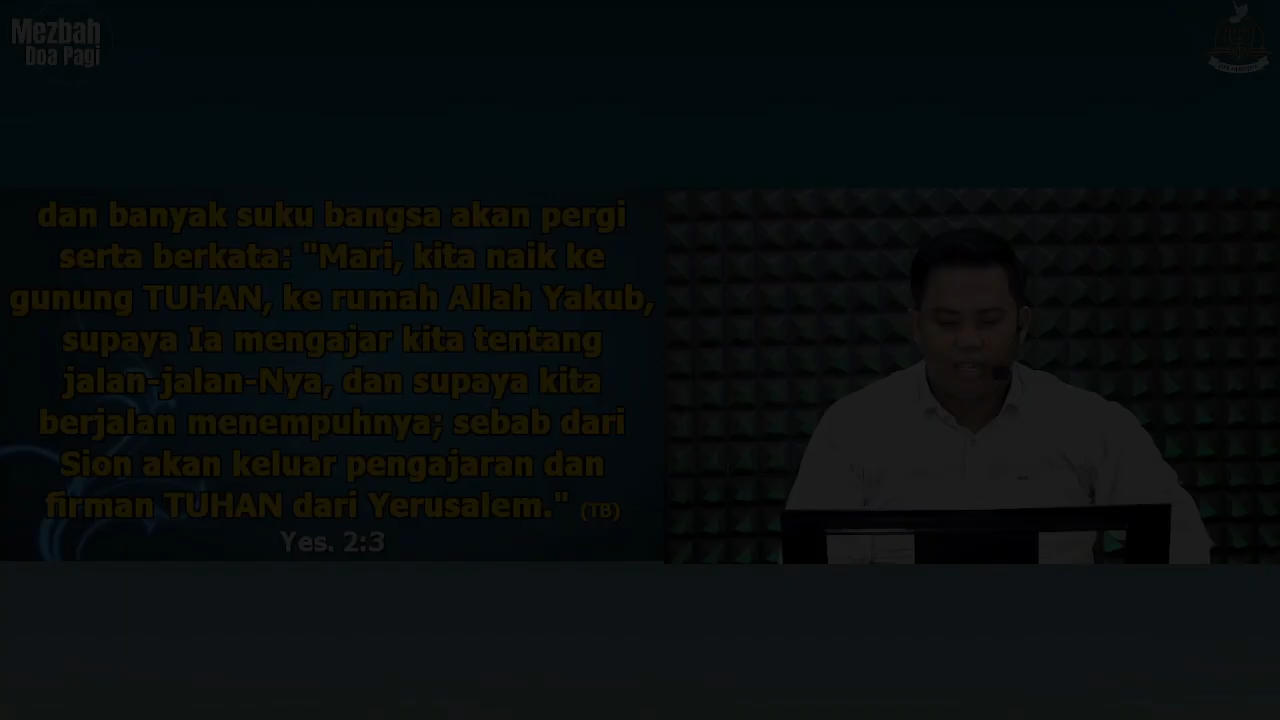 Mezbah
Doa Pagi
dan banyak suku bangsa akan pergi
serta berkata: "Mari, kita naik ke
gunung TUHAN, ke rumah Allah Yakub,
supaya Ia mengajar kita tentang
jalan-jalan-Nya, dan supaya kita
berjalan menempuhnya; sebab dari
Sion akan keluar pengajaran dan
firman TUHAN dari Yerusalem." (TB)
Yes. 2:3